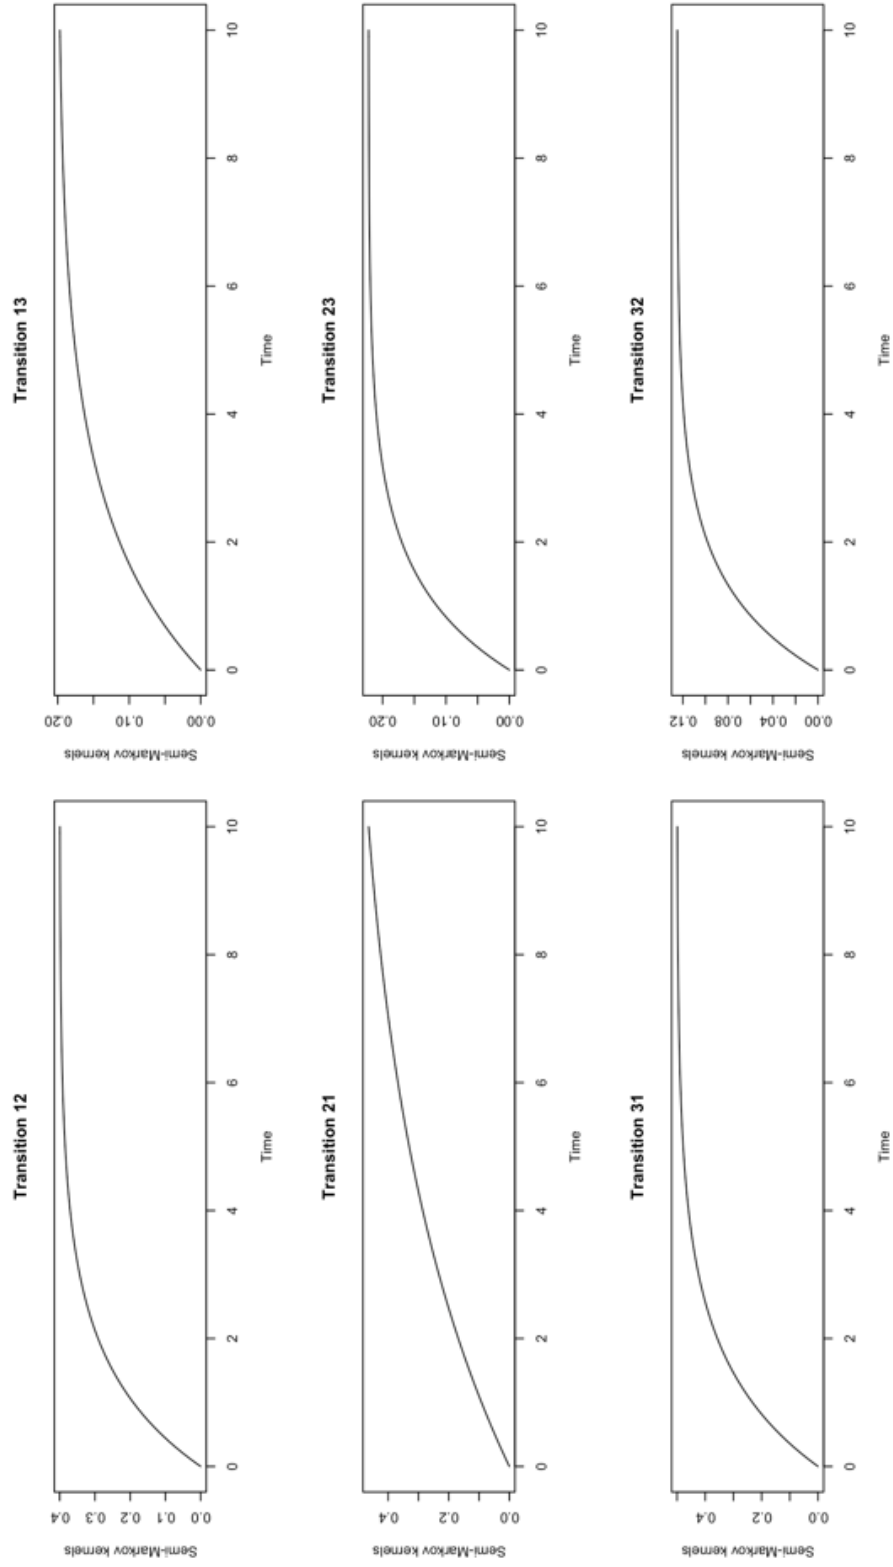 Transition 12
Semi-Markov kernels
0.0 0.1 0.2 0.3 0.4
0 2 4 6 8 10
Time
Transition 13
Semi-Markov kernels
0.00 0.10 0.20
0 2 4 6 8 10
Time
Transition 21
Semi-Markov kernels
0.0 0.2 0.4
0 2 4 6 8 10
Time
Transition 23
Semi-Markov kernels
0.00 0.10 0.20
0 2 4 6 8 10
Time
Transition 31
Semi-Markov kernels
0.0 0.2 0.4
0 2 4 6 8 10
Time
Transition 32
Semi-Markov kernels
0.00 0.04 0.08 0.12
0 2 4 6 8 10
Time